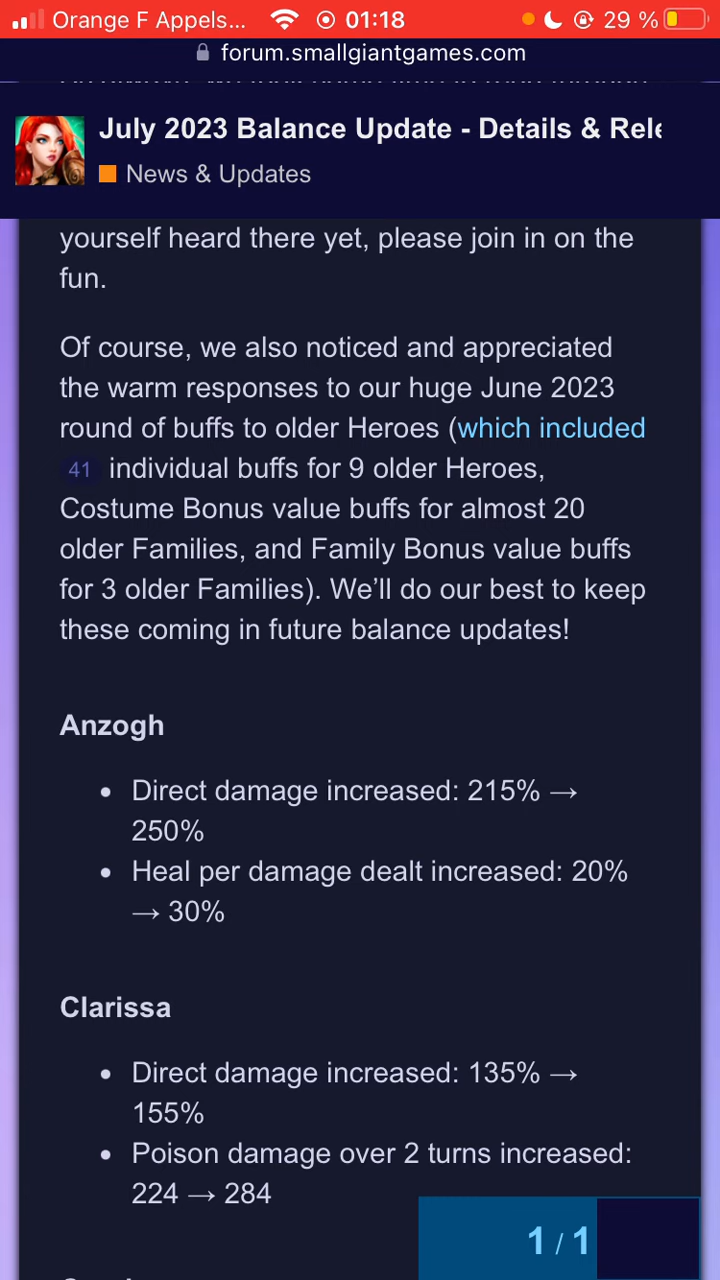 Orange F Appels... 01:18 29 %
forum.smallgiantgames.com
July 2023 Balance Update - Details & Rele
News & Updates
yourself heard there yet, please join in on the
fun.
Of course, we also noticed and appreciated
the warm responses to our huge June 2023
round of buffs to older Heroes (which included
41 individual buffs for 9 older Heroes,
Costume Bonus value buffs for almost 20
older Families, and Family Bonus value buffs
for 3 older Families). We’ll do our best to keep
these coming in future balance updates!
Anzogh
• Direct damage increased: 215% →
250%
• Heal per damage dealt increased: 20%
→ 30%
Clarissa
• Direct damage increased: 135% →
155%
• Poison damage over 2 turns increased:
224 → 284
1 / 1